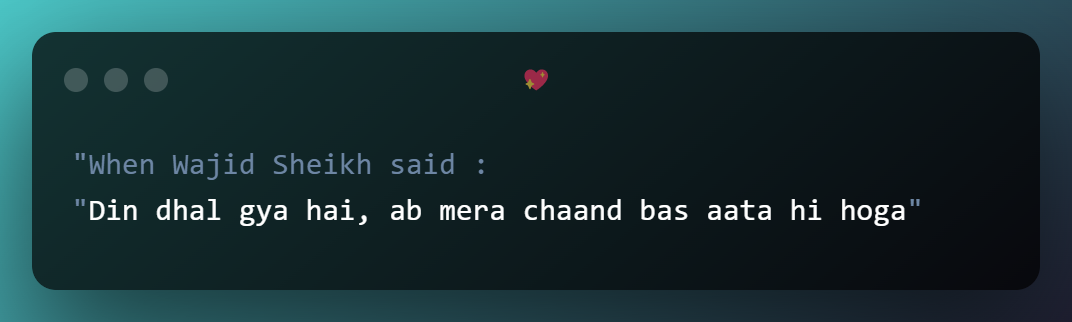 "When Wajid Sheikh said :
"Din dhal gya hai, ab mera chaand bas aata hi hoga"